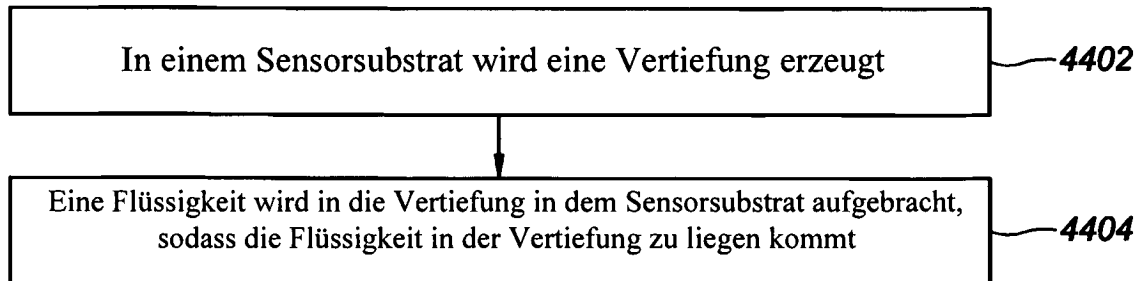 In einem Sensorsubstrat wird eine Vertiefung erzeugt
4402
Eine Flüssigkeit wird in die Vertiefung in dem Sensorsubstrat aufgebracht,
sodass die Flüssigkeit in der Vertiefung zu liegen kommt
4404